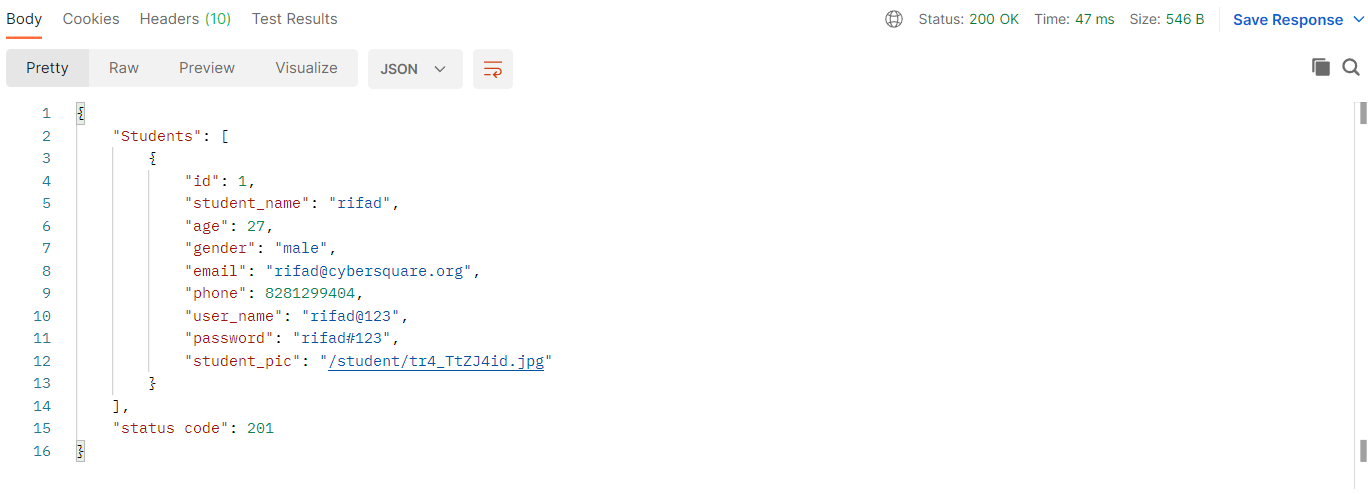 Body Cookies Headers (10) Test Results Status: 200 OK Time: 47 ms Size: 546 B Save Response
Pretty Raw Preview Visualize JSON
1 {
2 "Students": [
3 {
4 "id": 1,
5 "student_name": "rifad",
6 "age": 27,
7 "gender": "male",
8 "email": "rifad@cybersquare.org",
9 "phone": 8281299404,
10 "user_name": "rifad@123",
11 "password": "rifad#123",
12 "student_pic": "/student/tr4_TtZJ4id.jpg"
13 }
14 ],
15 "status code": 201
16 }